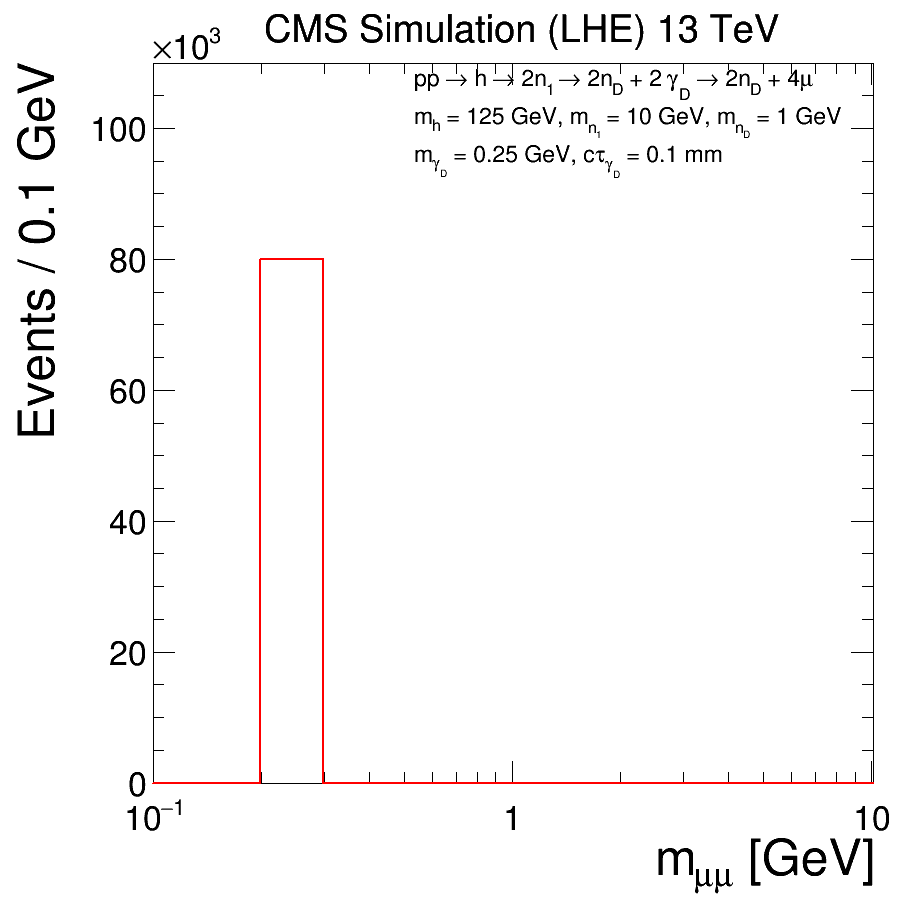 CMS Simulation (LHE) 13 TeV
×10³
Events / 0.1 GeV
pp → h → 2n₁ → 2n_D + 2 γ_D → 2n_D + 4μ
m_h = 125 GeV, m_n₁ = 10 GeV, m_n_D = 1 GeV
m_γ_D = 0.25 GeV, cτ_γ_D = 0.1 mm
100
80
60
40
20
0
10⁻¹ 1 10
m_μμ [GeV]